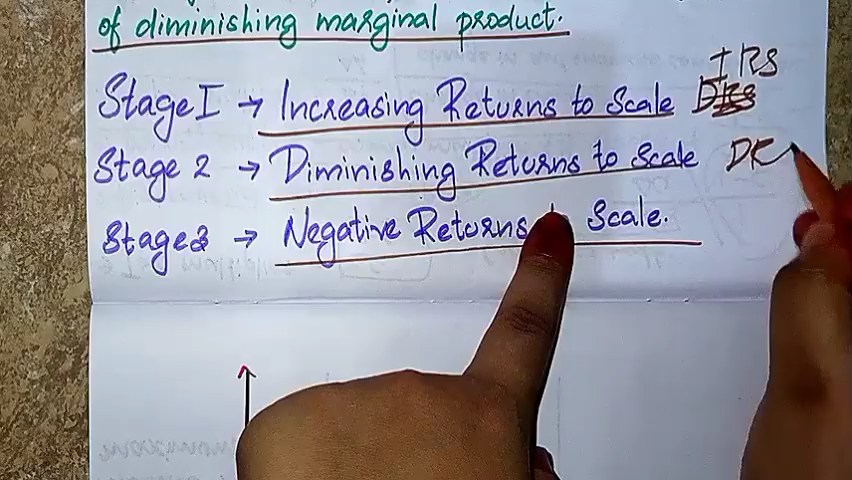 of diminishing marginal product.
Stage I → Increasing Returns to Scale IRS
Stage 2 → Diminishing Returns to Scale DR
Stage 3 → Negative Returns Scale.